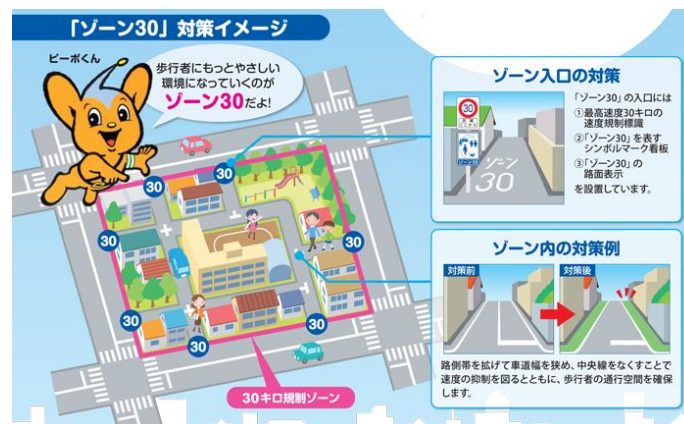 「ゾーン30」対策イメージ
ピーポくん
歩行者にもっとやさしい
環境になっていくのが
ゾーン30だよ!
30
30
30
30
30
30
30
30キロ規制ゾーン
ゾーン入口の対策
30
ゾーン30
ゾーン
30
「ゾーン30」の入口には
①最高速度30キロの
速度規制標識
②「ゾーン30」を表す
シンボルマーク看板
③「ゾーン30」の
路面表示
を設置しています。
ゾーン内の対策例
対策前
対策後
路側帯を拡げて車道幅を狭め、中央線をなくすことで
速度の抑制を図るとともに、歩行者の通行空間を確保
します。